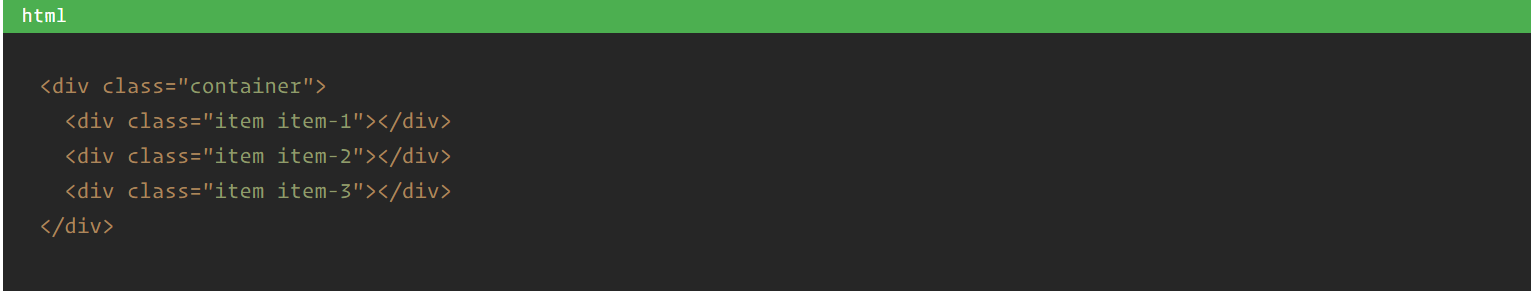 html
<div class="container">
  <div class="item item-1"></div>
  <div class="item item-2"></div>
  <div class="item item-3"></div>
</div>